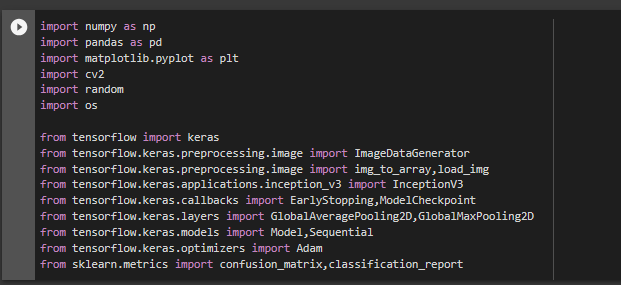 import numpy as np
import pandas as pd
import matplotlib.pyplot as plt
import cv2
import random
import os
from tensorflow import keras
from tensorflow.keras.preprocessing.image import ImageDataGenerator
from tensorflow.keras.preprocessing.image import img_to_array,load_img
from tensorflow.keras.applications.inception_v3 import InceptionV3
from tensorflow.keras.callbacks import EarlyStopping,ModelCheckpoint
from tensorflow.keras.layers import GlobalAveragePooling2D,GlobalMaxPooling2D
from tensorflow.keras.models import Model,Sequential
from tensorflow.keras.optimizers import Adam
from sklearn.metrics import confusion_matrix,classification_report